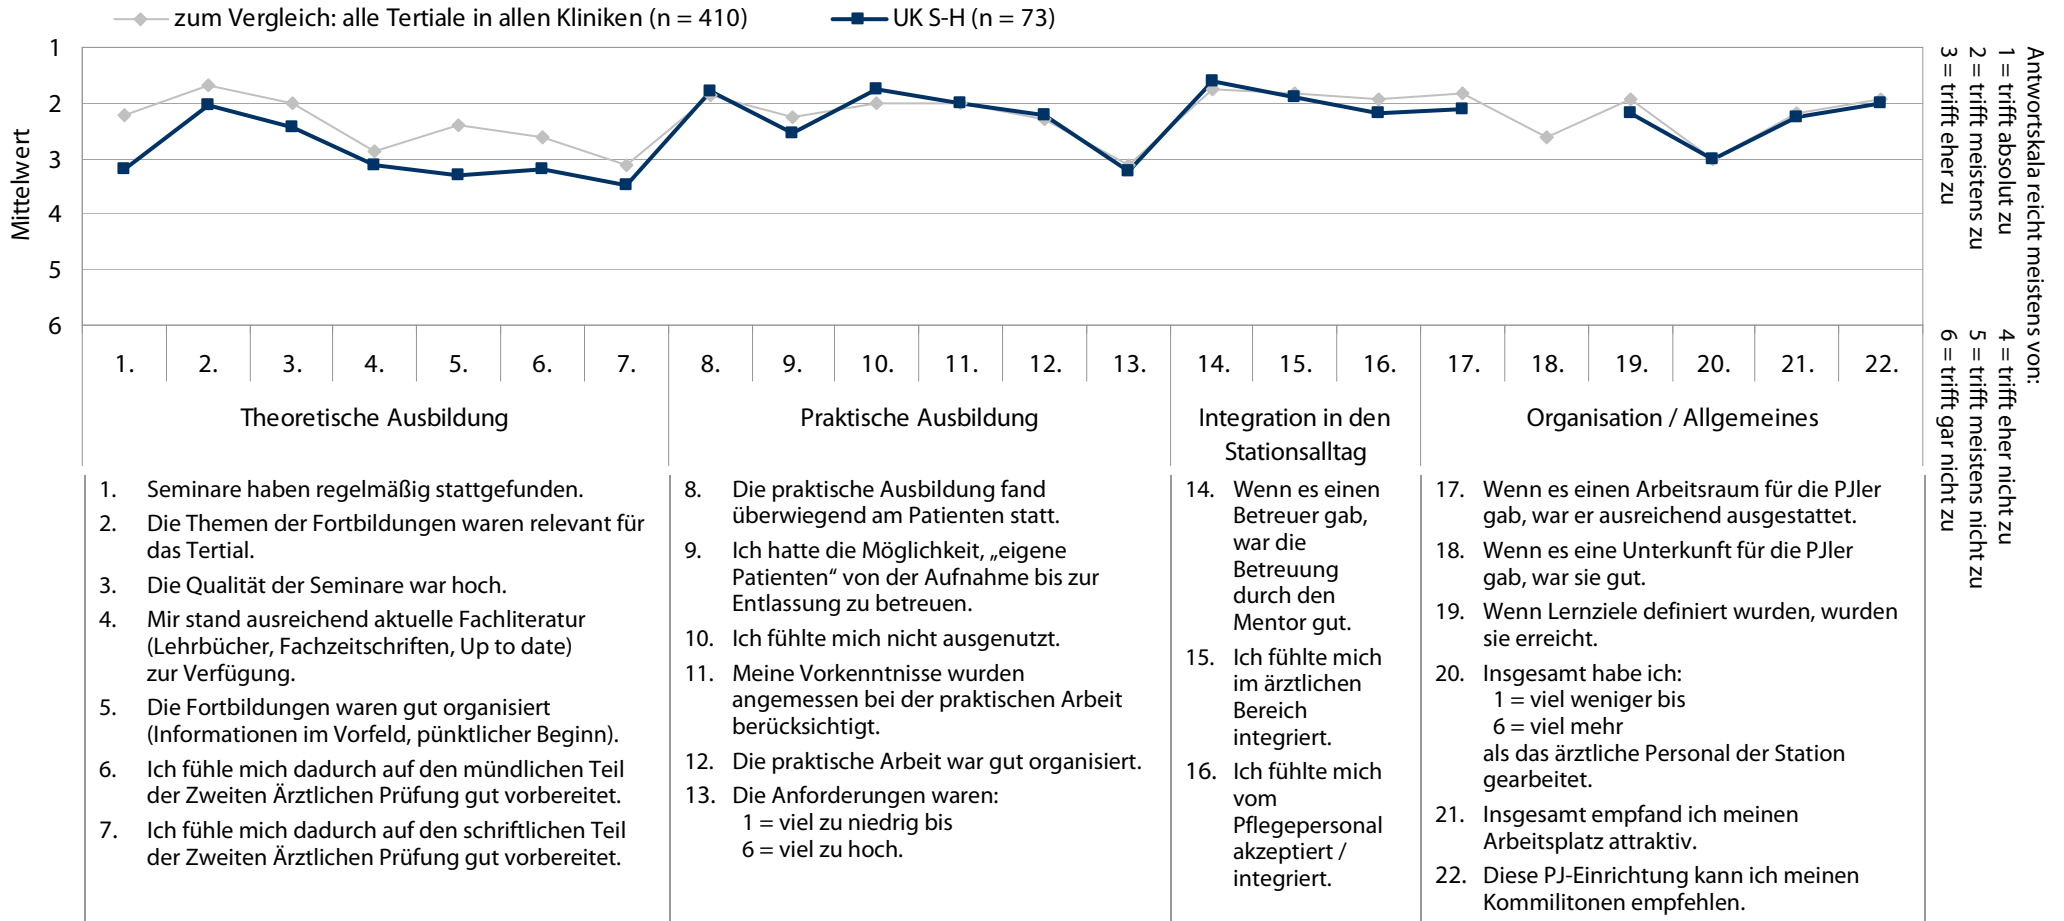 zum Vergleich: alle Tertiale in allen Kliniken (n = 410)
UK S-H (n = 73)
Mittelwert
1
2
3
4
5
6
Antwortskala reicht meistens von:
1 = trifft absolut zu
2 = trifft meistens zu
3 = trifft eher zu
4 = trifft eher nicht zu
5 = trifft meistens nicht zu
6 = trifft gar nicht zu
1. 2. 3. 4. 5. 6. 7. 8. 9. 10. 11. 12. 13. 14. 15. 16. 17. 18. 19. 20. 21. 22.
Theoretische Ausbildung
Praktische Ausbildung
Integration in den
Stationsalltag
Organisation / Allgemeines
1. Seminare haben regelmäßig stattgefunden.
2. Die Themen der Fortbildungen waren relevant für
das Tertial.
3. Die Qualität der Seminare war hoch.
4. Mir stand ausreichend aktuelle Fachliteratur
(Lehrbücher, Fachzeitschriften, Up to date)
zur Verfügung.
5. Die Fortbildungen waren gut organisiert
(Informationen im Vorfeld, pünktlicher Beginn).
6. Ich fühle mich dadurch auf den mündlichen Teil
der Zweiten Ärztlichen Prüfung gut vorbereitet.
7. Ich fühle mich dadurch auf den schriftlichen Teil
der Zweiten Ärztlichen Prüfung gut vorbereitet.
8. Die praktische Ausbildung fand
überwiegend am Patienten statt.
9. Ich hatte die Möglichkeit, „eigene
Patienten“ von der Aufnahme bis zur
Entlassung zu betreuen.
10. Ich fühlte mich nicht ausgenutzt.
11. Meine Vorkenntnisse wurden
angemessen bei der praktischen Arbeit
berücksichtigt.
12. Die praktische Arbeit war gut organisiert.
13. Die Anforderungen waren:
1 = viel zu niedrig bis
6 = viel zu hoch.
14. Wenn es einen
Betreuer gab,
war die
Betreuung
durch den
Mentor gut.
15. Ich fühlte mich
im ärztlichen
Bereich
integriert.
16. Ich fühlte mich
vom
Pflegepersonal
akzeptiert /
integriert.
17. Wenn es einen Arbeitsraum für die PJler
gab, war er ausreichend ausgestattet.
18. Wenn es eine Unterkunft für die PJler
gab, war sie gut.
19. Wenn Lernziele definiert wurden, wurden
sie erreicht.
20. Insgesamt habe ich:
1 = viel weniger bis
6 = viel mehr
als das ärztliche Personal der Station
gearbeitet.
21. Insgesamt empfand ich meinen
Arbeitsplatz attraktiv.
22. Diese PJ-Einrichtung kann ich meinen
Kommilitonen empfehlen.